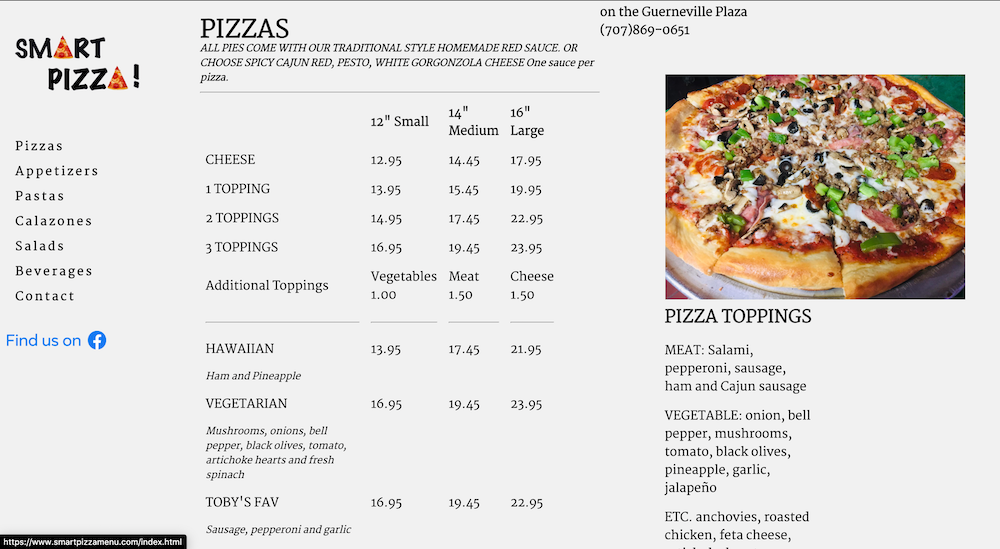 SMART
PIZZA!
Pizzas
Appetizers
Pastas
Calazones
Salads
Beverages
Contact
Find us on
https://www.smartpizzamenu.com/index.html
PIZZAS
ALL PIES COME WITH OUR TRADITIONAL STYLE HOMEMADE RED SAUCE. OR
CHOOSE SPICY CAJUN RED, PESTO, WHITE GORGONZOLA CHEESE One sauce per
pizza.
12" Small 14" Medium 16" Large
CHEESE 12.95 14.45 17.95
1 TOPPING 13.95 15.45 19.95
2 TOPPINGS 14.95 17.45 22.95
3 TOPPINGS 16.95 19.45 23.95
Additional Toppings Vegetables 1.00 Meat 1.50 Cheese 1.50
HAWAIIAN 13.95 17.45 21.95
Ham and Pineapple
VEGETARIAN 16.95 19.45 23.95
Mushrooms, onions, bell
pepper, black olives, tomato,
artichoke hearts and fresh
spinach
TOBY'S FAV 16.95 19.45 22.95
Sausage, pepperoni and garlic
on the Guerneville Plaza
(707)869-0651
PIZZA TOPPINGS
MEAT: Salami,
pepperoni, sausage,
ham and Cajun sausage
VEGETABLE: onion, bell
pepper, mushrooms,
tomato, black olives,
pineapple, garlic,
jalapeño
ETC. anchovies, roasted
chicken, feta cheese,